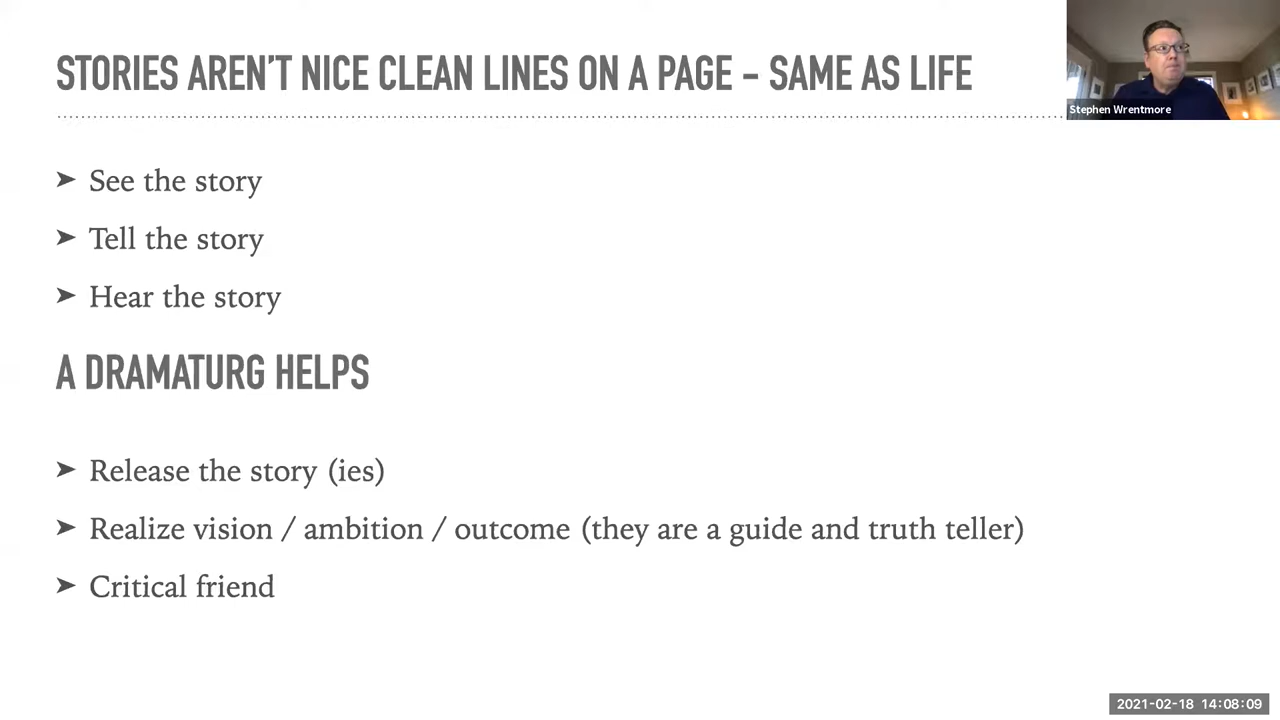 STORIES AREN'T NICE CLEAN LINES ON A PAGE – SAME AS LIFE
Stephen Wrentmore
➤ See the story
➤ Tell the story
➤ Hear the story
A DRAMATURG HELPS
➤ Release the story (ies)
➤ Realize vision / ambition / outcome (they are a guide and truth teller)
➤ Critical friend
2021-02-18 14:08:09